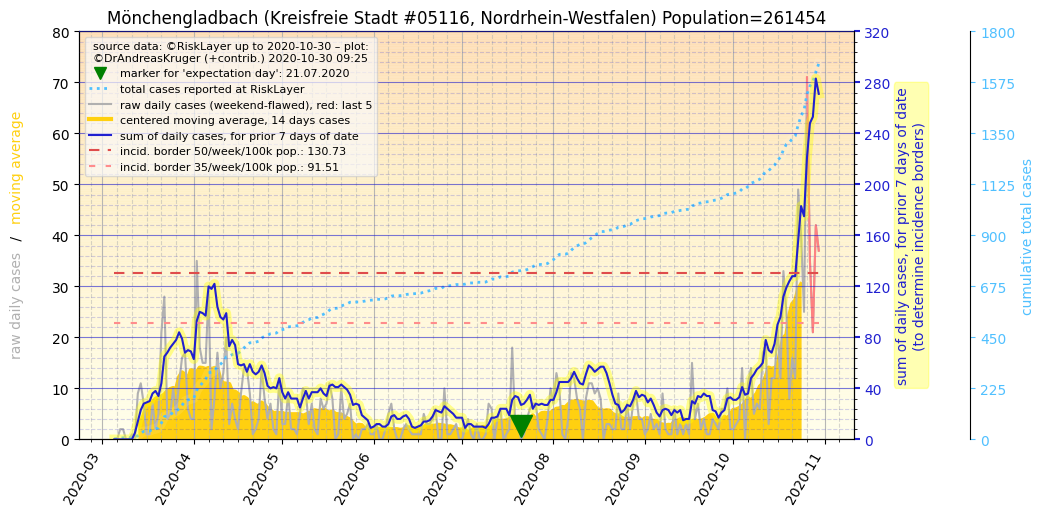 Mönchengladbach (Kreisfreie Stadt #05116, Nordrhein-Westfalen) Population=261454
source data: ©RiskLayer up to 2020-10-30 – plot:
©DrAndreasKruger (+contrib.) 2020-10-30 09:25
marker for 'expectation day': 21.07.2020
total cases reported at RiskLayer
raw daily cases (weekend-flawed), red: last 5
centered moving average, 14 days cases
sum of daily cases, for prior 7 days of date
incid. border 50/week/100k pop.: 130.73
incid. border 35/week/100k pop.: 91.51
raw daily cases / moving average
80
70
60
50
40
30
20
10
0
320
280
240
200
160
120
80
40
0
sum of daily cases, for prior 7 days of date
(to determine incidence borders)
1800
1575
1350
1125
900
675
450
225
0
cumulative total cases
2020-03
2020-04
2020-05
2020-06
2020-07
2020-08
2020-09
2020-10
2020-11